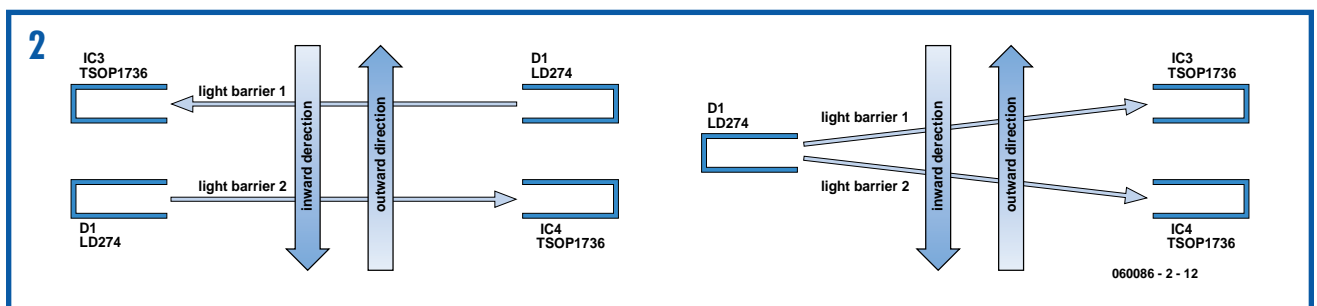 2
IC3
TSOP1736
D1
LD274
light barrier 1
inward derection
outward direction
light barrier 2
D1
LD274
IC4
TSOP1736
D1
LD274
IC3
TSOP1736
light barrier 1
inward derection
outward direction
light barrier 2
IC4
TSOP1736
060086 - 2 - 12